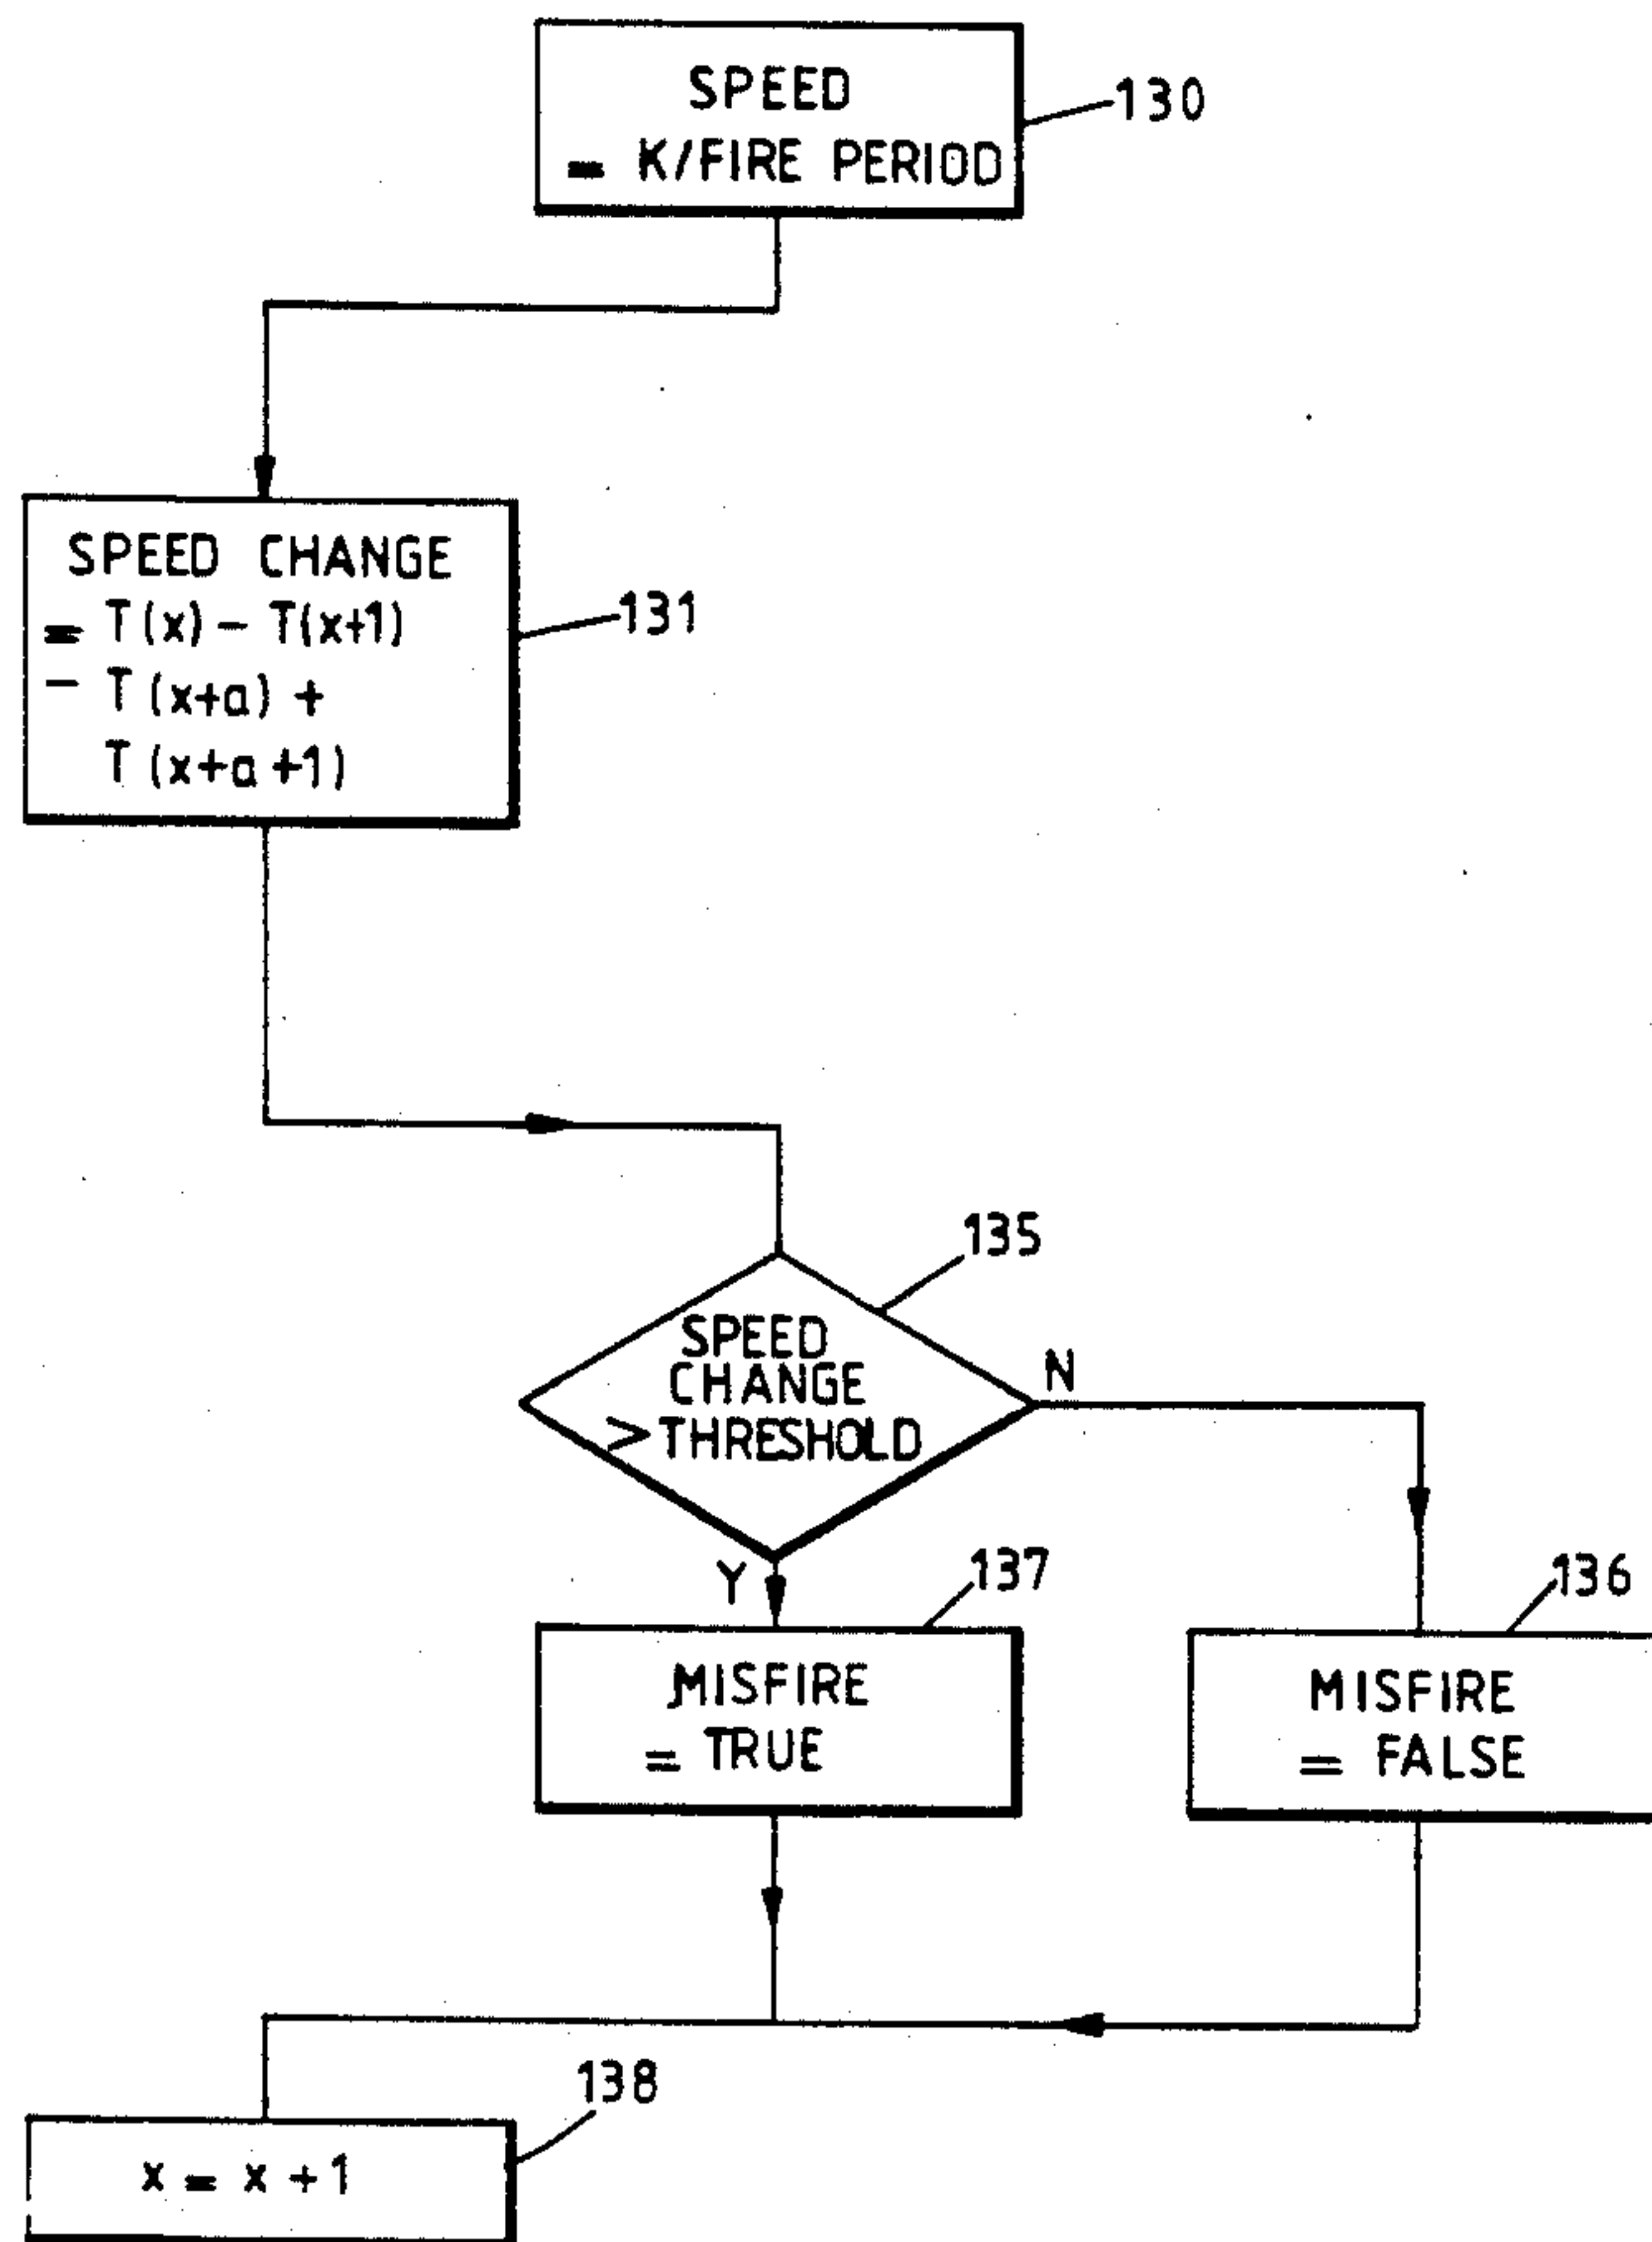 SPEED
= K/FIRE PERIOD
130
SPEED CHANGE
= T(x) - T(x+1)
- T(x+a) +
T(x+a+1)
131
135
SPEED
CHANGE
>THRESHOLD
N
Y
137
136
MISFIRE
= TRUE
MISFIRE
= FALSE
138
x = x + 1